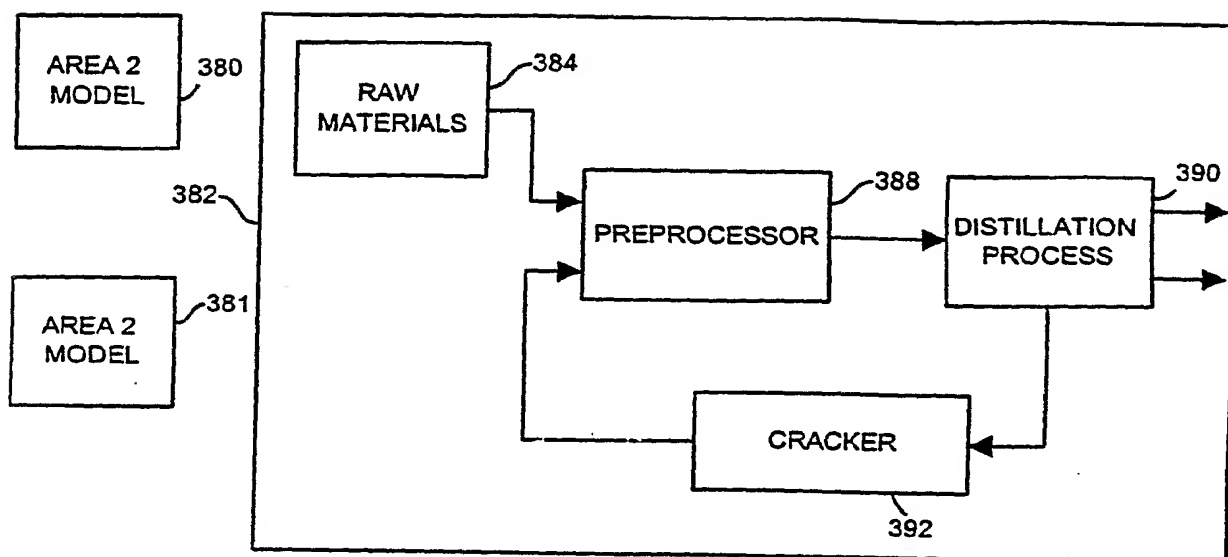 AREA 2
MODEL
380
RAW
MATERIALS
384
382
PREPROCESSOR
388
DISTILLATION
PROCESS
390
AREA 2
MODEL
381
CRACKER
392